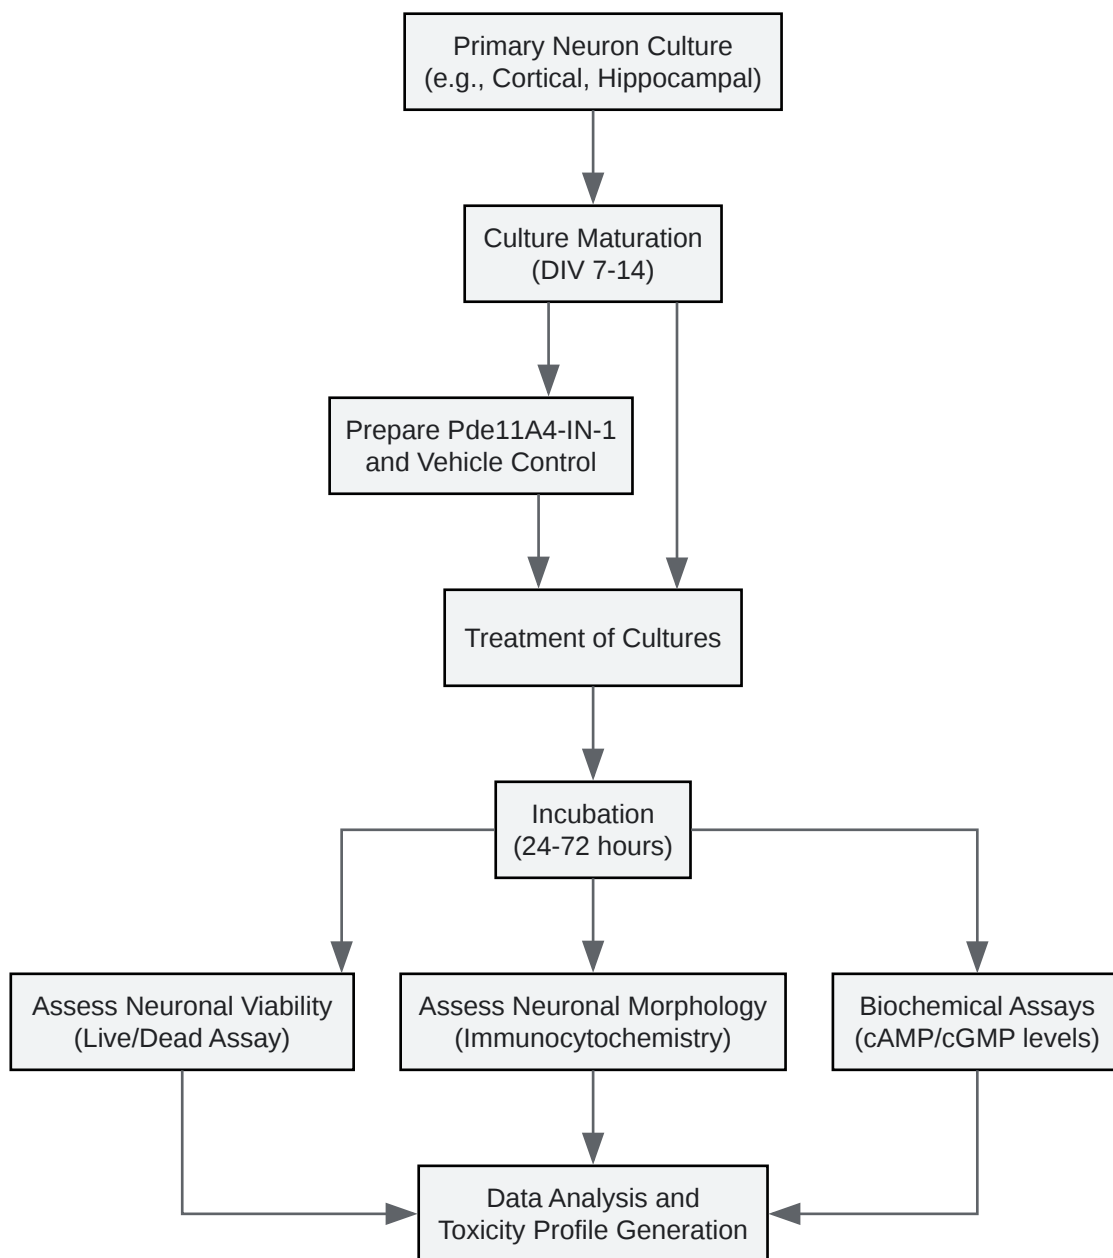 Primary Neuron Culture
(e.g., Cortical, Hippocampal)
Culture Maturation
(DIV 7-14)
Prepare Pde11A4-IN-1
and Vehicle Control
Treatment of Cultures
Incubation
(24-72 hours)
Assess Neuronal Viability
(Live/Dead Assay)
Assess Neuronal Morphology
(Immunocytochemistry)
Biochemical Assays
(cAMP/cGMP levels)
Data Analysis and
Toxicity Profile Generation